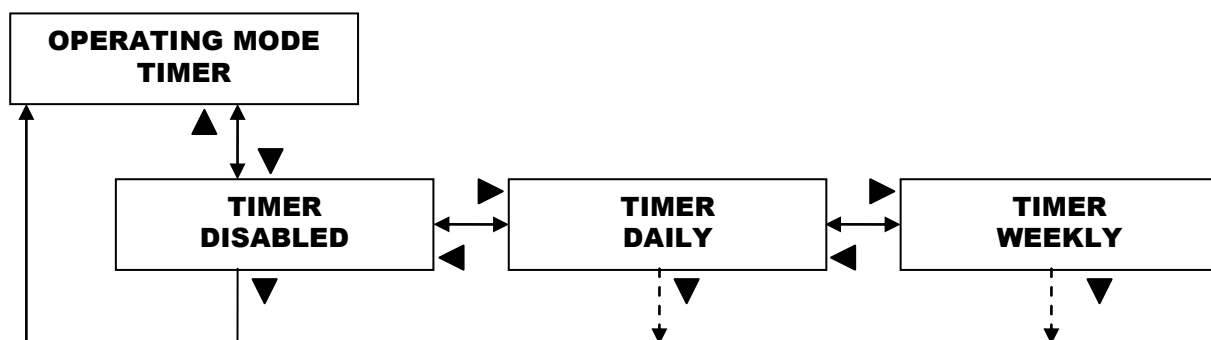 OPERATING MODE
TIMER
TIMER
DISABLED
TIMER
DAILY
TIMER
WEEKLY